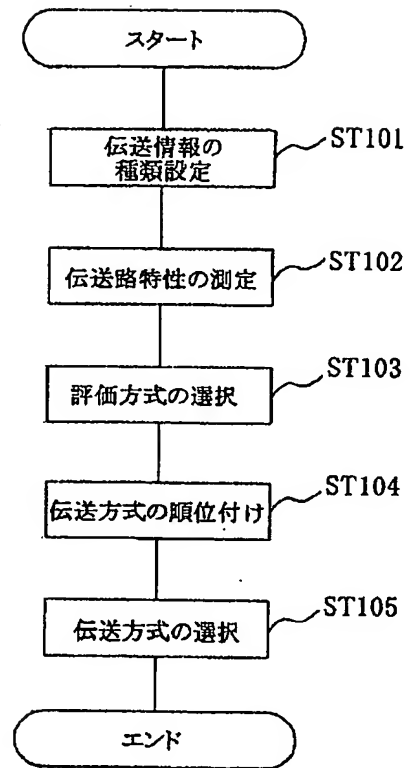 スタート
伝送情報の
種類設定
ST101
伝送路特性の測定
ST102
評価方式の選択
ST103
伝送方式の順位付け
ST104
伝送方式の選択
ST105
エンド